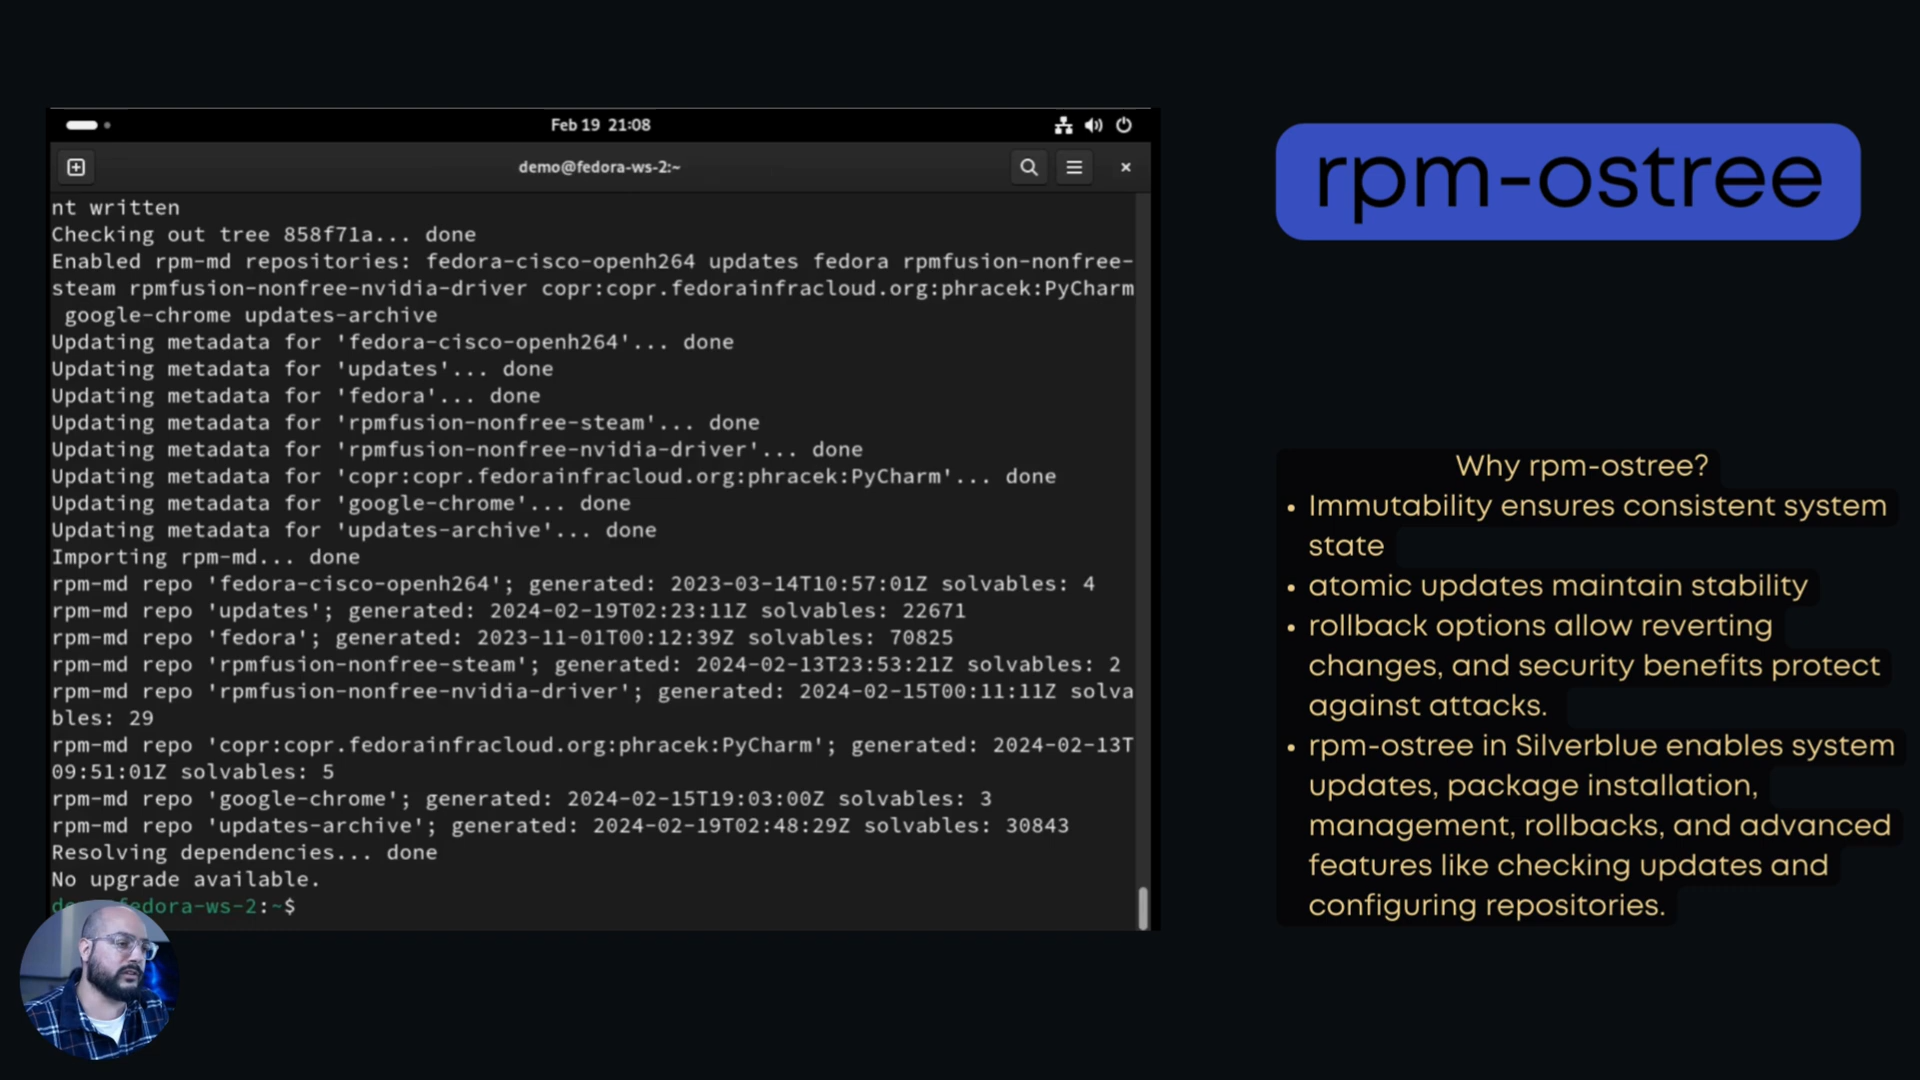 Feb 19 21:08
demo@fedora-ws-2:~
nt written
Checking out tree 858f71a... done
Enabled rpm-md repositories: fedora-cisco-openh264 updates fedora rpmfusion-nonfree-
steam rpmfusion-nonfree-nvidia-driver copr:copr.fedorainfracloud.org:phracek:PyCharm
google-chrome updates-archive
Updating metadata for 'fedora-cisco-openh264'... done
Updating metadata for 'updates'... done
Updating metadata for 'fedora'... done
Updating metadata for 'rpmfusion-nonfree-steam'... done
Updating metadata for 'rpmfusion-nonfree-nvidia-driver'... done
Updating metadata for 'copr:copr.fedorainfracloud.org:phracek:PyCharm'... done
Updating metadata for 'google-chrome'... done
Updating metadata for 'updates-archive'... done
Importing rpm-md... done
rpm-md repo 'fedora-cisco-openh264'; generated: 2023-03-14T10:57:01Z solvables: 4
rpm-md repo 'updates'; generated: 2024-02-19T02:23:11Z solvables: 22671
rpm-md repo 'fedora'; generated: 2023-11-01T00:12:39Z solvables: 70825
rpm-md repo 'rpmfusion-nonfree-steam'; generated: 2024-02-13T23:53:21Z solvables: 2
rpm-md repo 'rpmfusion-nonfree-nvidia-driver'; generated: 2024-02-15T00:11:11Z solva
bles: 29
rpm-md repo 'copr:copr.fedorainfracloud.org:phracek:PyCharm'; generated: 2024-02-13T
09:51:01Z solvables: 5
rpm-md repo 'google-chrome'; generated: 2024-02-15T19:03:00Z solvables: 3
rpm-md repo 'updates-archive'; generated: 2024-02-19T02:48:29Z solvables: 30843
Resolving dependencies... done
No upgrade available.
edora-ws-2:~$
rpm-ostree
Why rpm-ostree?
• Immutability ensures consistent system
state
• atomic updates maintain stability
• rollback options allow reverting
changes, and security benefits protect
against attacks.
• rpm-ostree in Silverblue enables system
updates, package installation,
management, rollbacks, and advanced
features like checking updates and
configuring repositories.